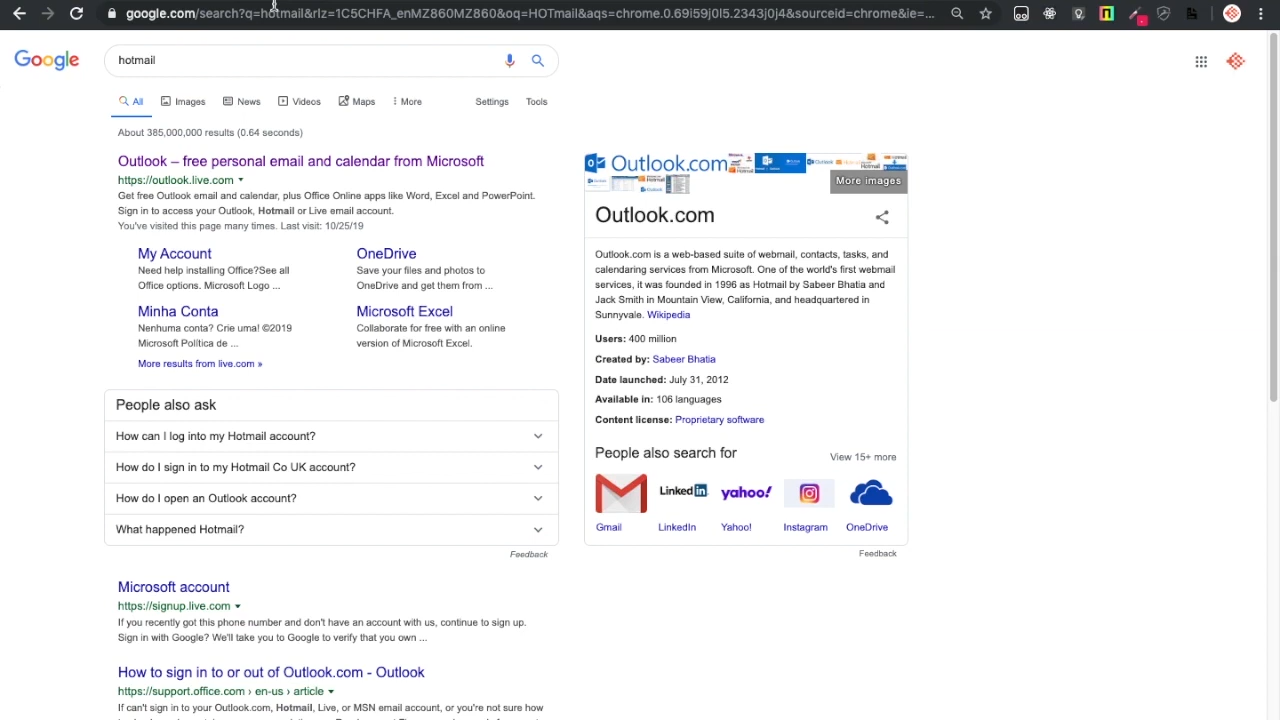 google.com/search?q=hotmail&rlz=1C5CHFA_enMZ860MZ860&oq=HOTmail&aqs=chrome.0.69i59j0l5.2343j0j4&sourceid=chrome&ie=...
Google
hotmail
All Images News Videos Maps More Settings Tools
About 385,000,000 results (0.64 seconds)
Outlook – free personal email and calendar from Microsoft
https://outlook.live.com
Get free Outlook email and calendar, plus Office Online apps like Word, Excel and PowerPoint.
Sign in to access your Outlook, Hotmail or Live email account.
You've visited this page many times. Last visit: 10/25/19
My Account
Need help installing Office?See all
Office options. Microsoft Logo ...
OneDrive
Save your files and photos to
OneDrive and get them from ...
Minha Conta
Nenhuma conta? Crie uma! ©2019
Microsoft Política de ...
Microsoft Excel
Collaborate for free with an online
version of Microsoft Excel.
More results from live.com »
People also ask
How can I log into my Hotmail account?
How do I sign in to my Hotmail Co UK account?
How do I open an Outlook account?
What happened Hotmail?
Feedback
Microsoft account
https://signup.live.com
If you recently got this phone number and don't have an account with us, continue to sign up.
Sign in with Google? We'll take you to Google to verify that you own ...
How to sign in to or out of Outlook.com - Outlook
https://support.office.com › en-us › article
If can't sign in to your Outlook.com, Hotmail, Live, or MSN email account, or you're not sure how
Outlook.com
More images
Outlook.com
Outlook.com is a web-based suite of webmail, contacts, tasks, and
calendaring services from Microsoft. One of the world's first webmail
services, it was founded in 1996 as Hotmail by Sabeer Bhatia and
Jack Smith in Mountain View, California, and headquartered in
Sunnyvale. Wikipedia
Users: 400 million
Created by: Sabeer Bhatia
Date launched: July 31, 2012
Available in: 106 languages
Content license: Proprietary software
People also search for
View 15+ more
LinkedIn yahoo!
Gmail LinkedIn Yahoo! Instagram OneDrive
Feedback